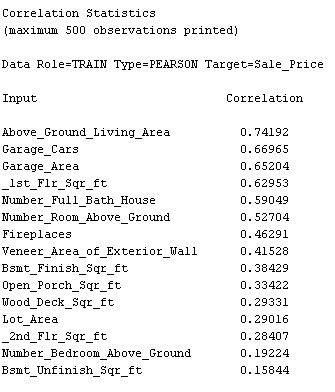 Correlation Statistics
(maximum 500 observations printed)
Data Role=TRAIN Type=PEARSON Target=Sale_Price
Input Correlation
Above_Ground_Living_Area 0.74192
Garage_Cars 0.66965
Garage_Area 0.65204
_1st_Flr_Sqr_ft 0.62953
Number_Full_Bath_House 0.59049
Number_Room_Above_Ground 0.52704
Fireplaces 0.46291
Veneer_Area_of_Exterior_Wall 0.41528
Bsmt_Finish_Sqr_ft 0.38429
Open_Porch_Sqr_ft 0.33422
Wood_Deck_Sqr_ft 0.29331
Lot_Area 0.29016
_2nd_Flr_Sqr_ft 0.28407
Number_Bedroom_Above_Ground 0.19224
Bsmt_Unfinish_Sqr_ft 0.15844